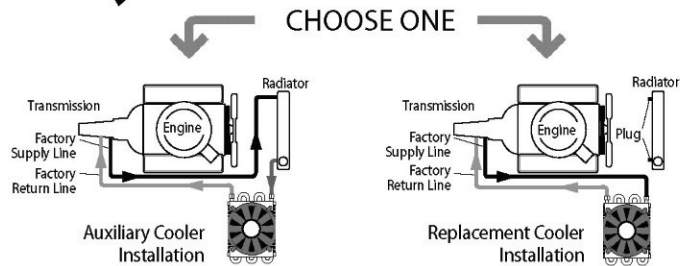 CHOOSE ONE
Radiator
Transmission
Engine
Factory
Supply Line
Factory
Return Line
Auxiliary Cooler
Installation
Radiator
Transmission
Engine
Plug
Factory
Supply Line
Factory
Return Line
Replacement Cooler
Installation